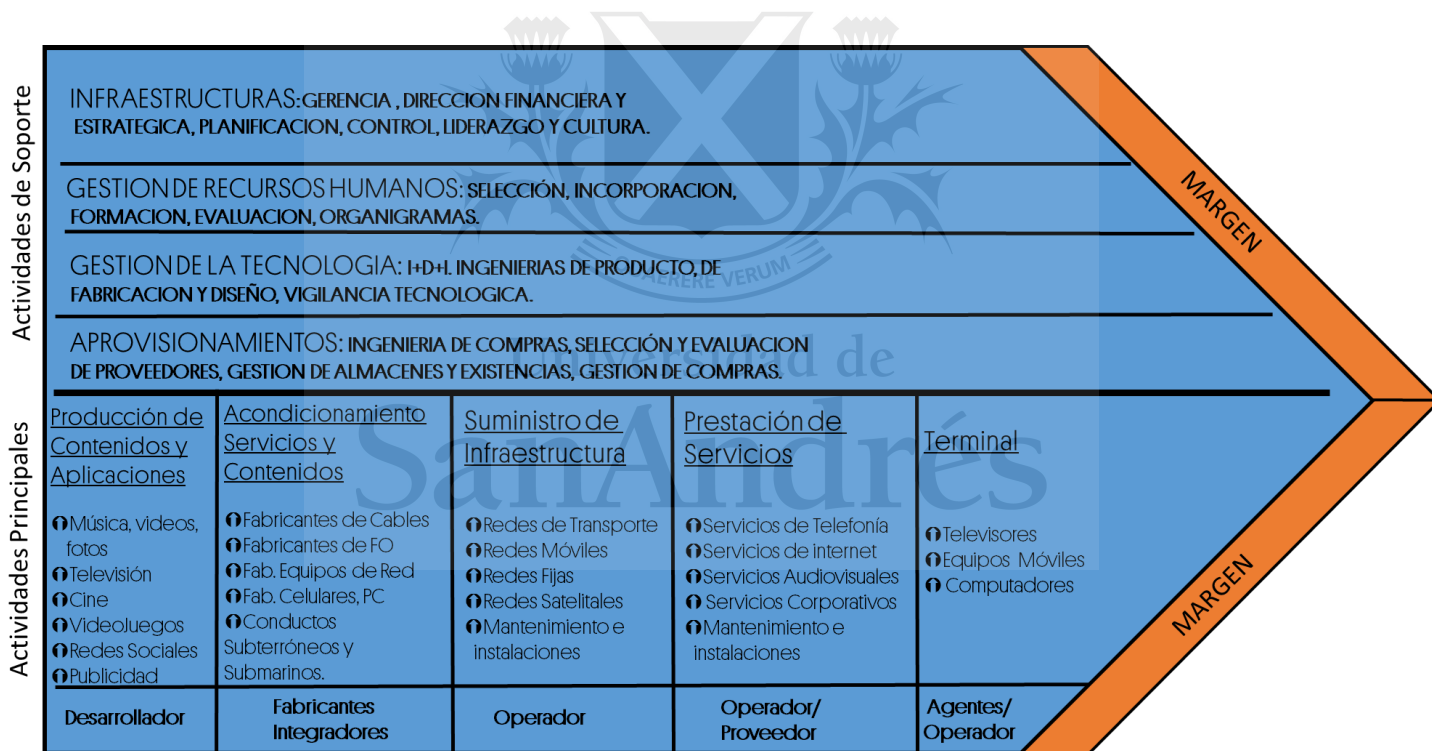 Actividades de Soporte
INFRAESTRUCTURAS: GERENCIA , DIRECCION FINANCIERA Y
ESTRATEGICA, PLANIFICACION, CONTROL, LIDERAZGO Y CULTURA.
GESTION DE RECURSOS HUMANOS: SELECCIÓN, INCORPORACION,
FORMACION, EVALUACION, ORGANIGRAMAS.
GESTION DE LA TECNOLOGIA: I+D+I. INGENIERIAS DE PRODUCTO, DE
FABRICACION Y DISEÑO, VIGILANCIA TECNOLOGICA.
APROVISIONAMIENTOS: INGENIERIA DE COMPRAS, SELECCIÓN Y EVALUACION
DE PROVEEDORES, GESTION DE ALMACENES Y EXISTENCIAS, GESTION DE COMPRAS.
MARGEN
QUAERERE VERUM
Universidad de
SanAndrés
Actividades Principales
Producción de
Contenidos y
Aplicaciones
Música, videos,
fotos
Televisión
Cine
VideoJuegos
Redes Sociales
Publicidad
Desarrollador
Acondicionamiento
Servicios y
Contenidos
Fabricantes de Cables
Fabricantes de FO
Fab. Equipos de Red
Fab. Celulares, PC
Conductos
Subterróneos y
Submarinos.
Fabricantes
Integradores
Suministro de
Infraestructura
Redes de Transporte
Redes Móviles
Redes Fijas
Redes Satelitales
Mantenimiento e
instalaciones
Operador
Prestación de
Servicios
Servicios de Telefonía
Servicios de internet
Servicios Audiovisuales
Servicios Corporativos
Mantenimiento e
instalaciones
Operador/
Proveedor
Terminal
Televisores
Equipos Móviles
Computadores
Agentes/
Operador
MARGEN